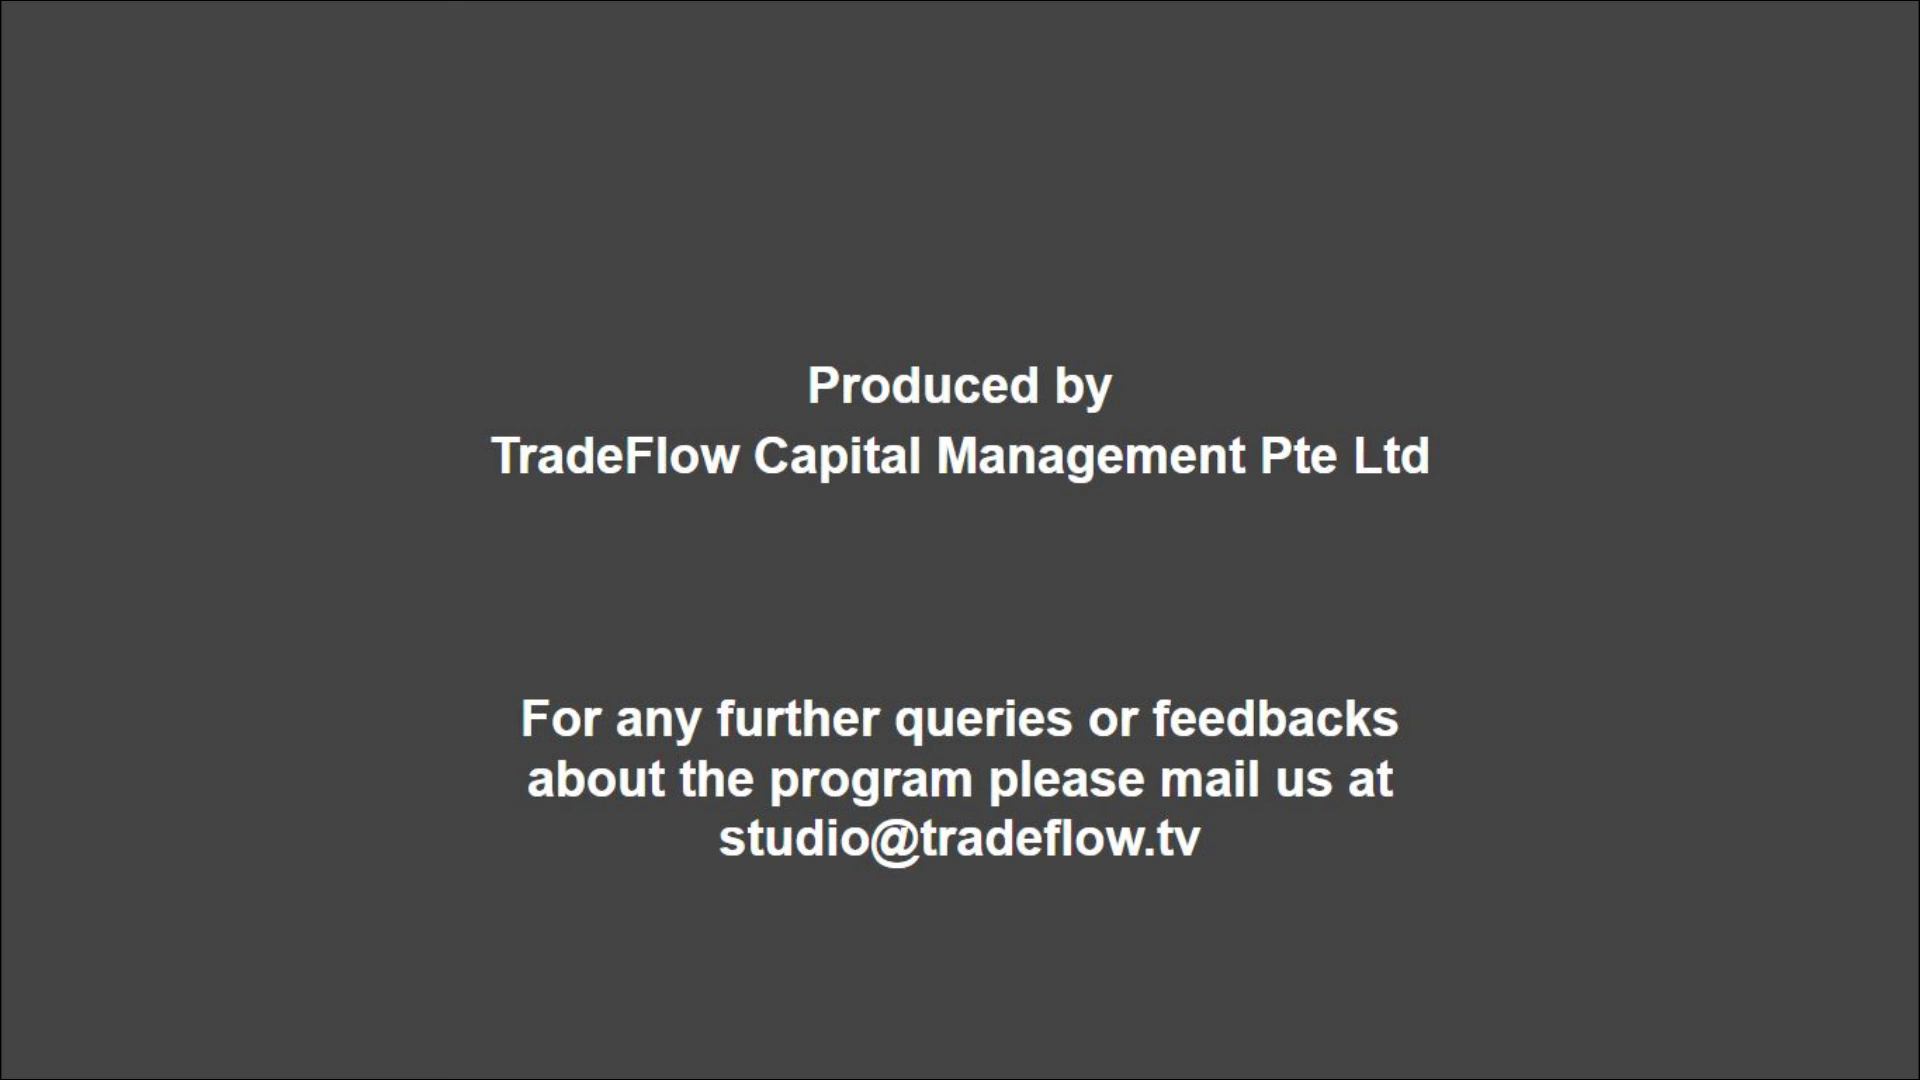 Produced by
TradeFlow Capital Management Pte Ltd
For any further queries or feedbacks
about the program please mail us at
studio@tradeflow.tv